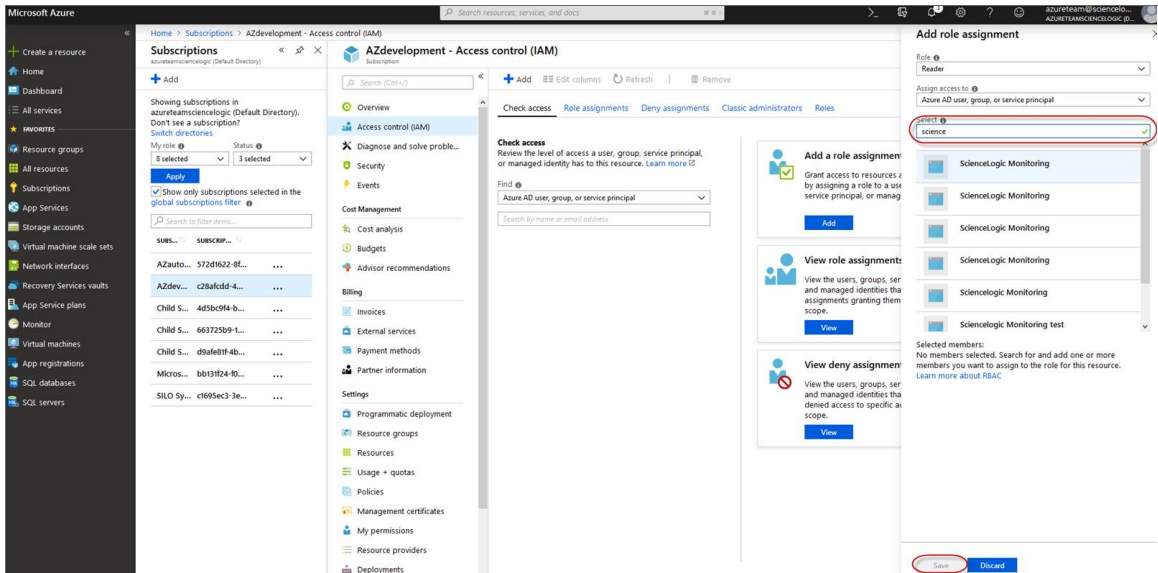 Microsoft Azure
Search resources, services, and docs
azureteam@sciencelo...
AZURETEAMSCIENCELOGIC (D...
Create a resource
Home
Dashboard
All services
FAVORITES
Resource groups
All resources
Subscriptions
App Services
Storage accounts
Virtual machine scale sets
Network interfaces
Recovery Services vaults
App Service plans
Monitor
Virtual machines
App registrations
SQL databases
SQL servers
Home > Subscriptions > AZdevelopment - Access control (IAM)
Subscriptions
azureteamsciencelogic (Default Directory)
Add
Showing subscriptions in
azureteamsciencelogic (Default Directory).
Don't see a subscription?
Switch directories
My role Status
8 selected 3 selected
Apply
Show only subscriptions selected in the
global subscriptions filter
Search to filter items...
SUBS... SUBSCRIP...
AZauto... 572d1622-8f... ...
AZdev... c28afcdd-4... ...
Child S... 4d5bc9f4-b... ...
Child S... 663725b9-1... ...
Child S... d9afe81f-4b... ...
Micros... bb131f24-f0... ...
SILO Sy... c1695ec3-3e... ...
AZdevelopment - Access control (IAM)
Subscription
Search (Ctrl+/)
Overview
Access control (IAM)
Diagnose and solve proble...
Security
Events
Cost Management
Cost analysis
Budgets
Advisor recommendations
Billing
Invoices
External services
Payment methods
Partner information
Settings
Programmatic deployment
Resource groups
Resources
Usage + quotas
Policies
Management certificates
My permissions
Resource providers
Deployments
Add Edit columns Refresh Remove
Check access Role assignments Deny assignments Classic administrators Roles
Check access
Review the level of access a user, group, service principal,
or managed identity has to this resource. Learn more
Find
Azure AD user, group, or service principal
Search by name or email address
Add a role assignment
Grant access to resources a
by assigning a role to a use
service principal, or manag
Add
View role assignments
View the users, groups, ser
and managed identities tha
assignments granting them
scope.
View
View deny assignment
View the users, groups, ser
and managed identities tha
denied access to specific ac
scope.
View
Add role assignment
Role
Reader
Assign access to
Azure AD user, group, or service principal
Select
science
ScienceLogic Monitoring
ScienceLogic Monitoring
ScienceLogic Monitoring
ScienceLogic Monitoring
Sciencelogic Monitoring
Sciencelogic Monitoring test
Selected members:
No members selected. Search for and add one or more
members you want to assign to the role for this resource.
Learn more about RBAC
Save Discard